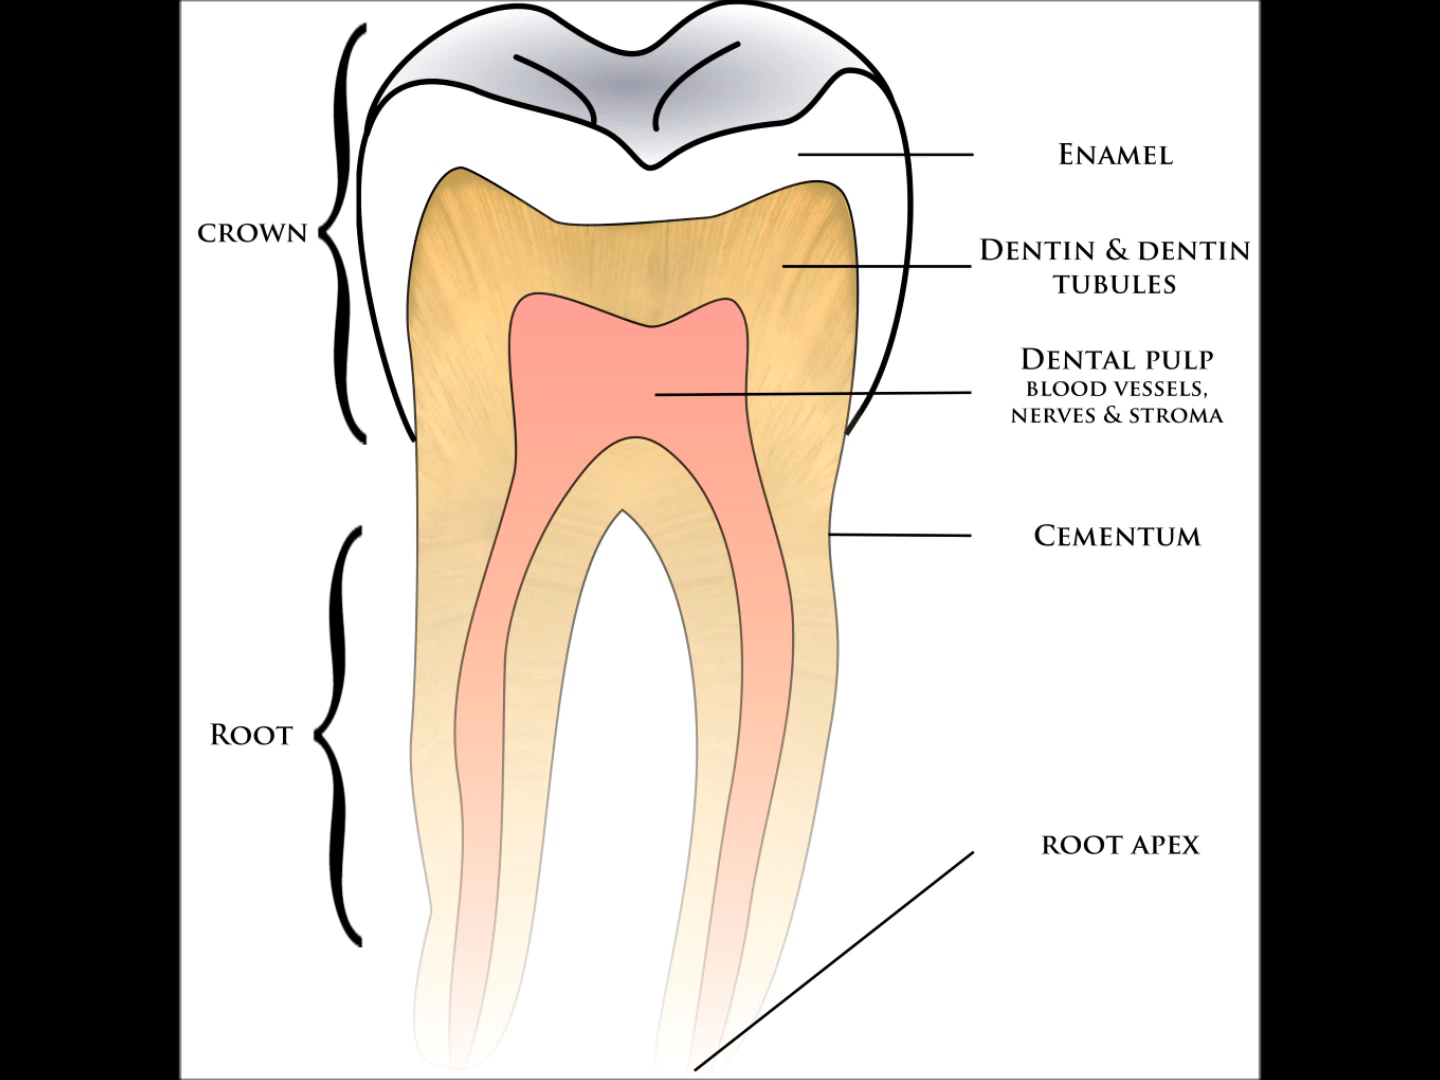 Enamel
crown
Dentin & dentin
tubules
Dental pulp
blood vessels,
nerves & stroma
Cementum
Root
root apex